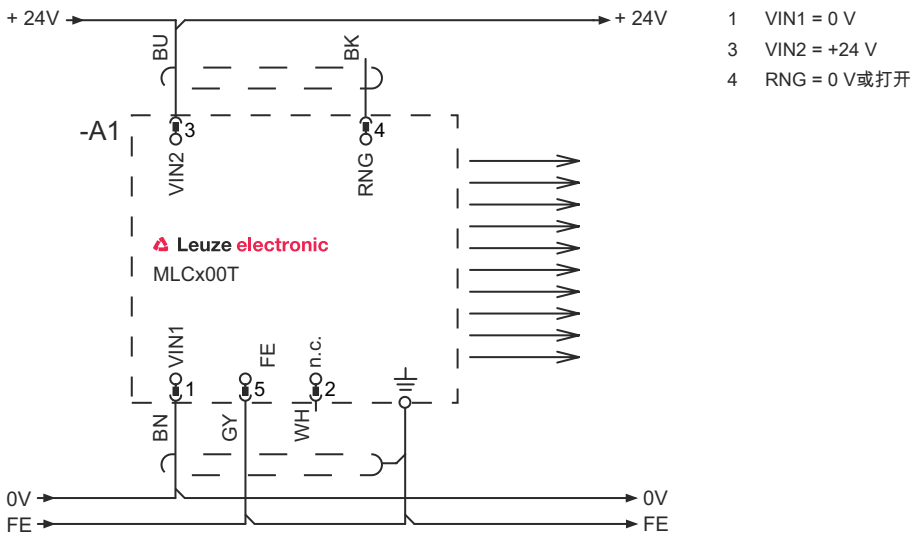 + 24V
+ 24V
1 VIN1 = 0 V
3 VIN2 = +24 V
4 RNG = 0 V或打开
BU
BK
-A1
3
4
VIN2
RNG
Leuze electronic
MLCx00T
VIN1
FE
n.c.
1
5
2
BN
GY
WH
0V
0V
FE
FE